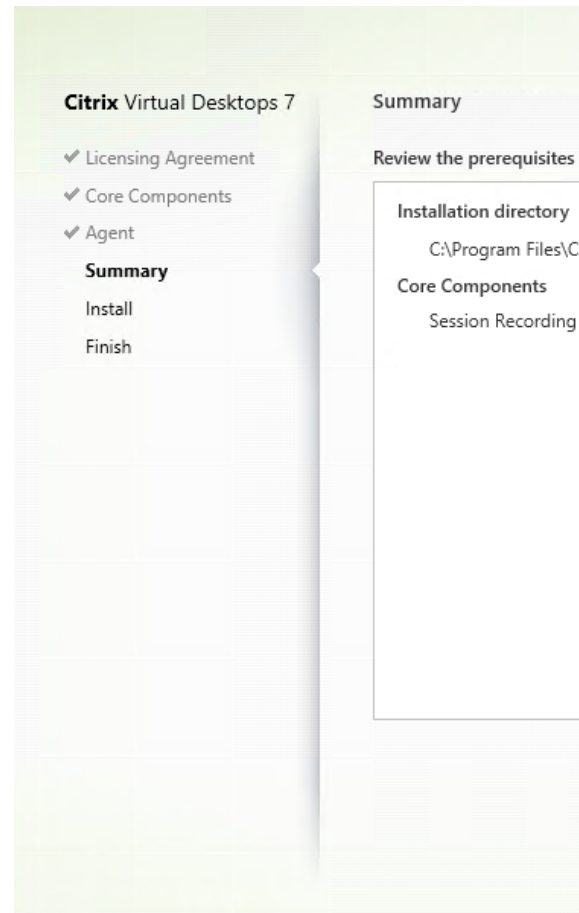 Citrix Virtual Desktops 7
Licensing Agreement
Core Components
Agent
Summary
Install
Finish
Summary
Review the prerequisites
Installation directory
C:\Program Files\C
Core Components
Session Recording